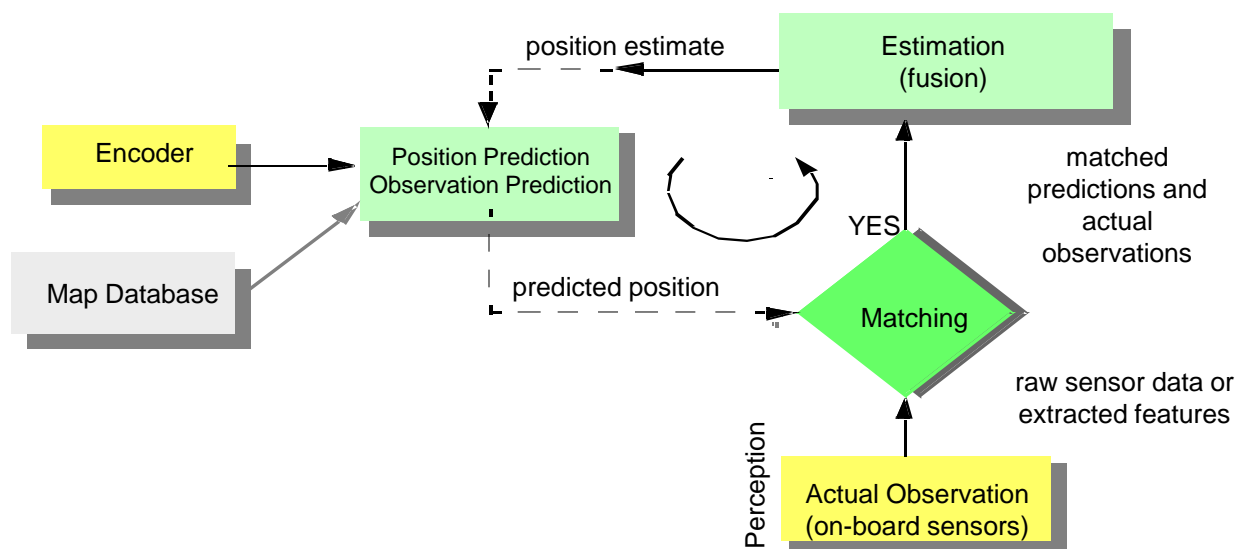 position estimate
Estimation
(fusion)
Encoder
Position Prediction
Observation Prediction
matched
predictions and
actual
observations
YES
Map Database
predicted position
Matching
raw sensor data or
extracted features
Perception
Actual Observation
(on-board sensors)